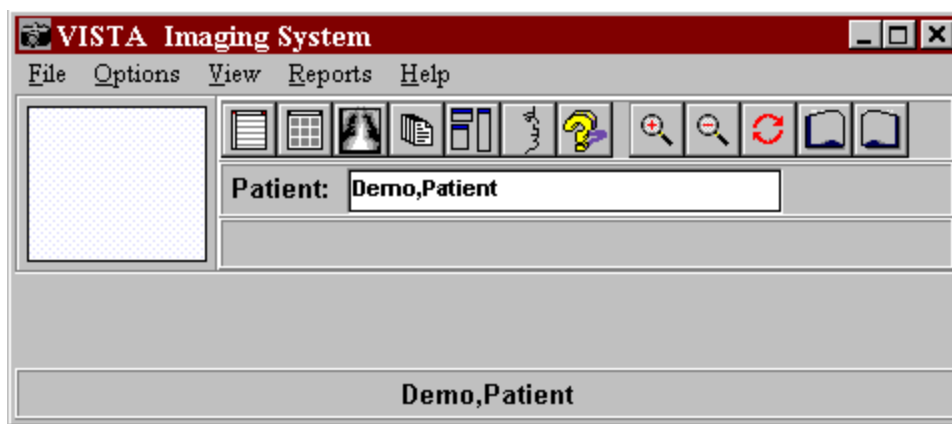 VISTA Imaging System
File Options View Reports Help
Patient: Demo,Patient
Demo,Patient